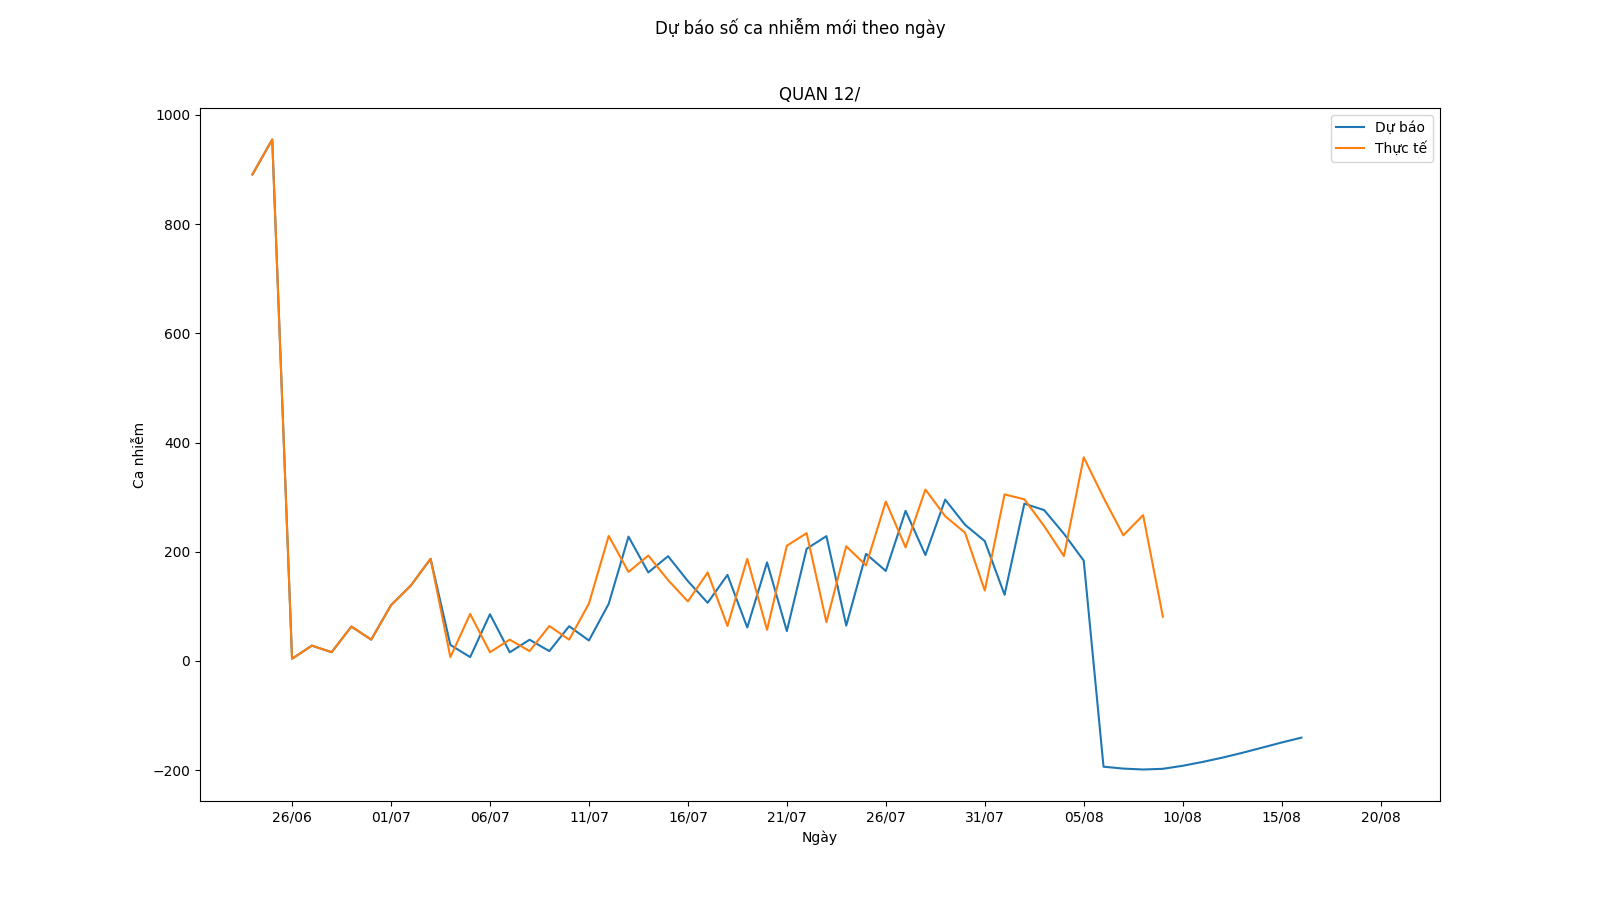 Dự báo số ca nhiễm mới theo ngày
QUAN 12/
1000
800
600
400
200
0
−200
Ca nhiễm
Dự báo
Thực tế
26/06 01/07 06/07 11/07 16/07 21/07 26/07 31/07 05/08 10/08 15/08 20/08
Ngày